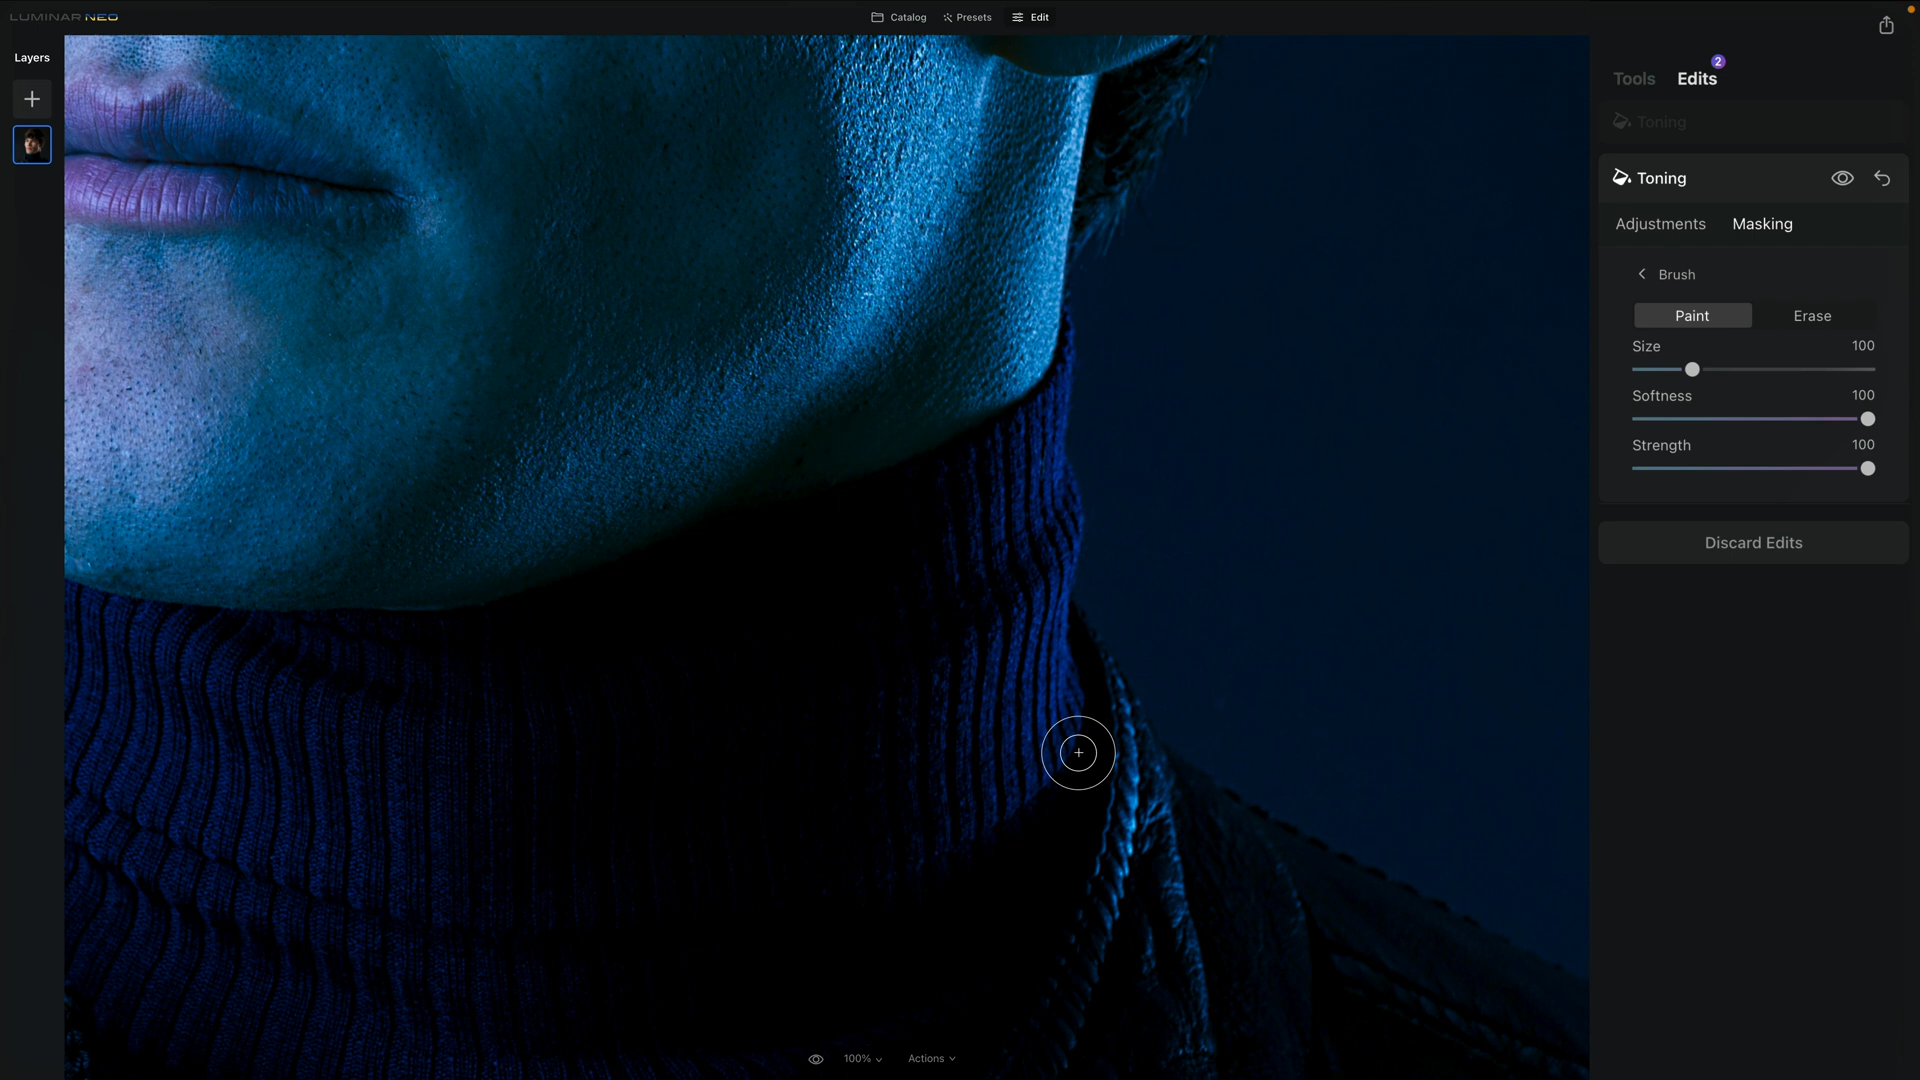 LUMINAR NEO
Catalog
Presets
Edit
Layers
2
Tools
Edits
Toning
Toning
Adjustments
Masking
Brush
Paint
Erase
Size
100
Softness
100
Strength
100
Discard Edits
100%
Actions